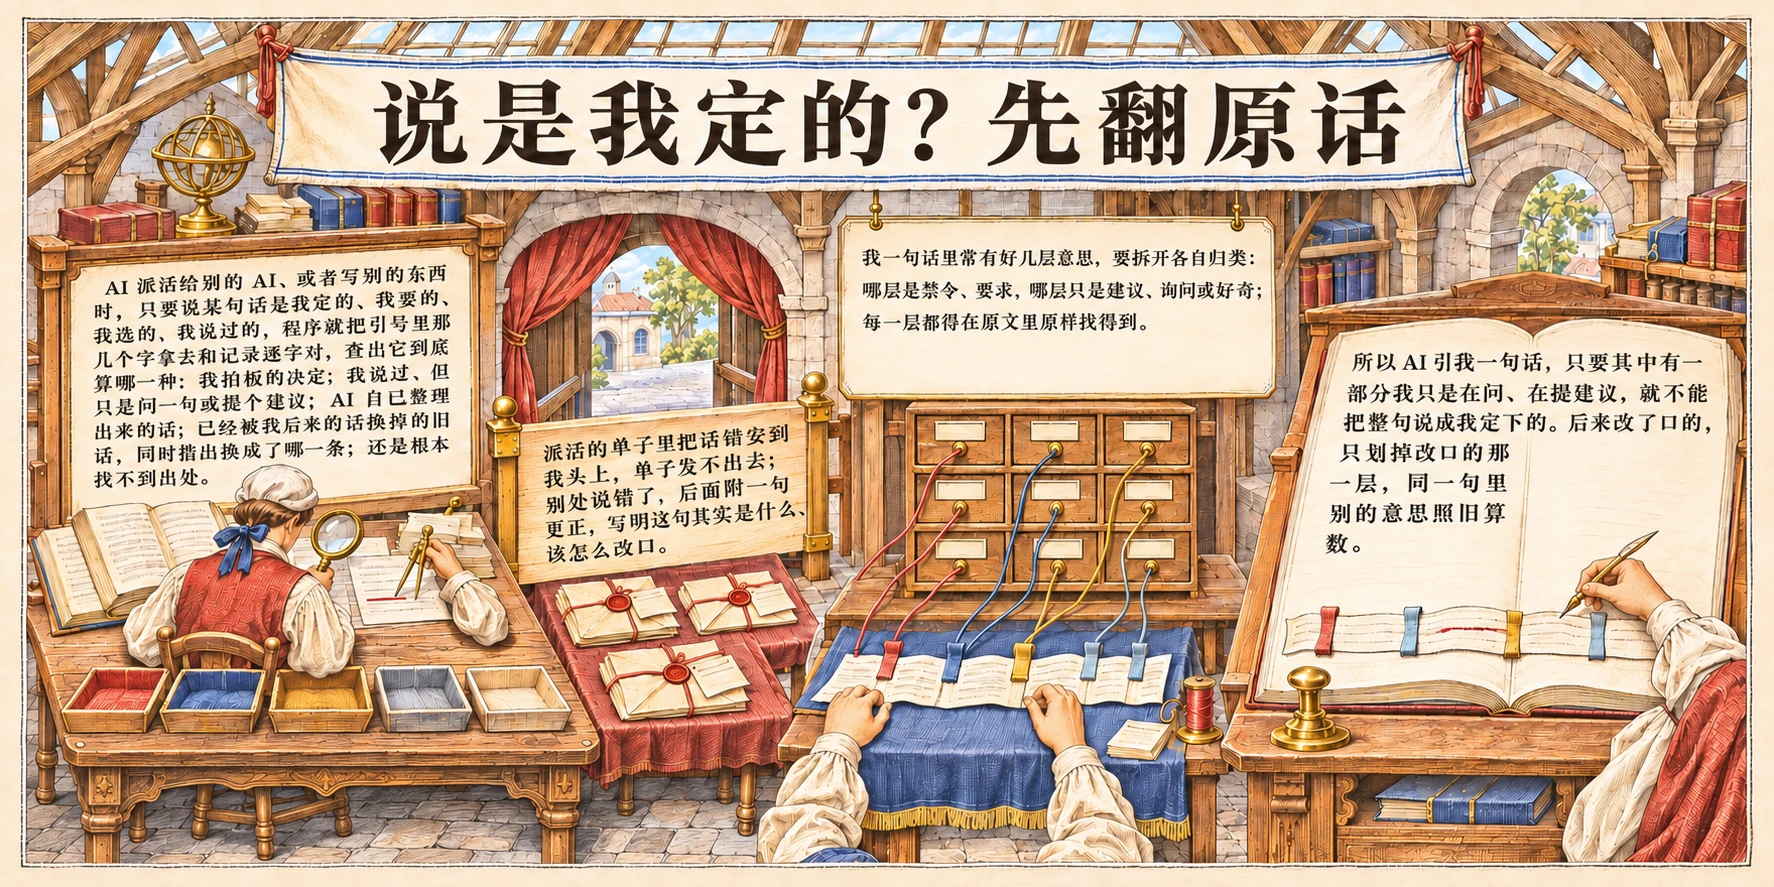 说是我定的？先翻原话
AI 派活给别的 AI、或者写别的东西
时，只要说某句话是我定的、我要的、
我选的、我说过的，程序就把引号里那
几个字拿去和记录逐字对，查出它到底
算哪一种：我拍板的决定；我说过、但
只是问一句或提个建议；AI 自己整理
出来的话；已经被我后来的话换掉的旧
话，同时指出换成了哪一条；还是根本
找不到出处。
派活的单子里把话错安到
我头上，单子发不出去；
别处说错了，后面附一句
更正，写明这句其实是什么、
该怎么改口。
我一句话里常有好几层意思，要拆开各自归类：
哪层是禁令、要求，哪层只是建议、询问或好奇；
每一层都得在原文里原样找得到。
所以 AI 引我一句话，只要其中有一
部分我只是在问、在提建议，就不能
把整句说成我定下的。后来改了口的，
只划掉改口的那
一层，同一句里
别的意思照旧算
数。